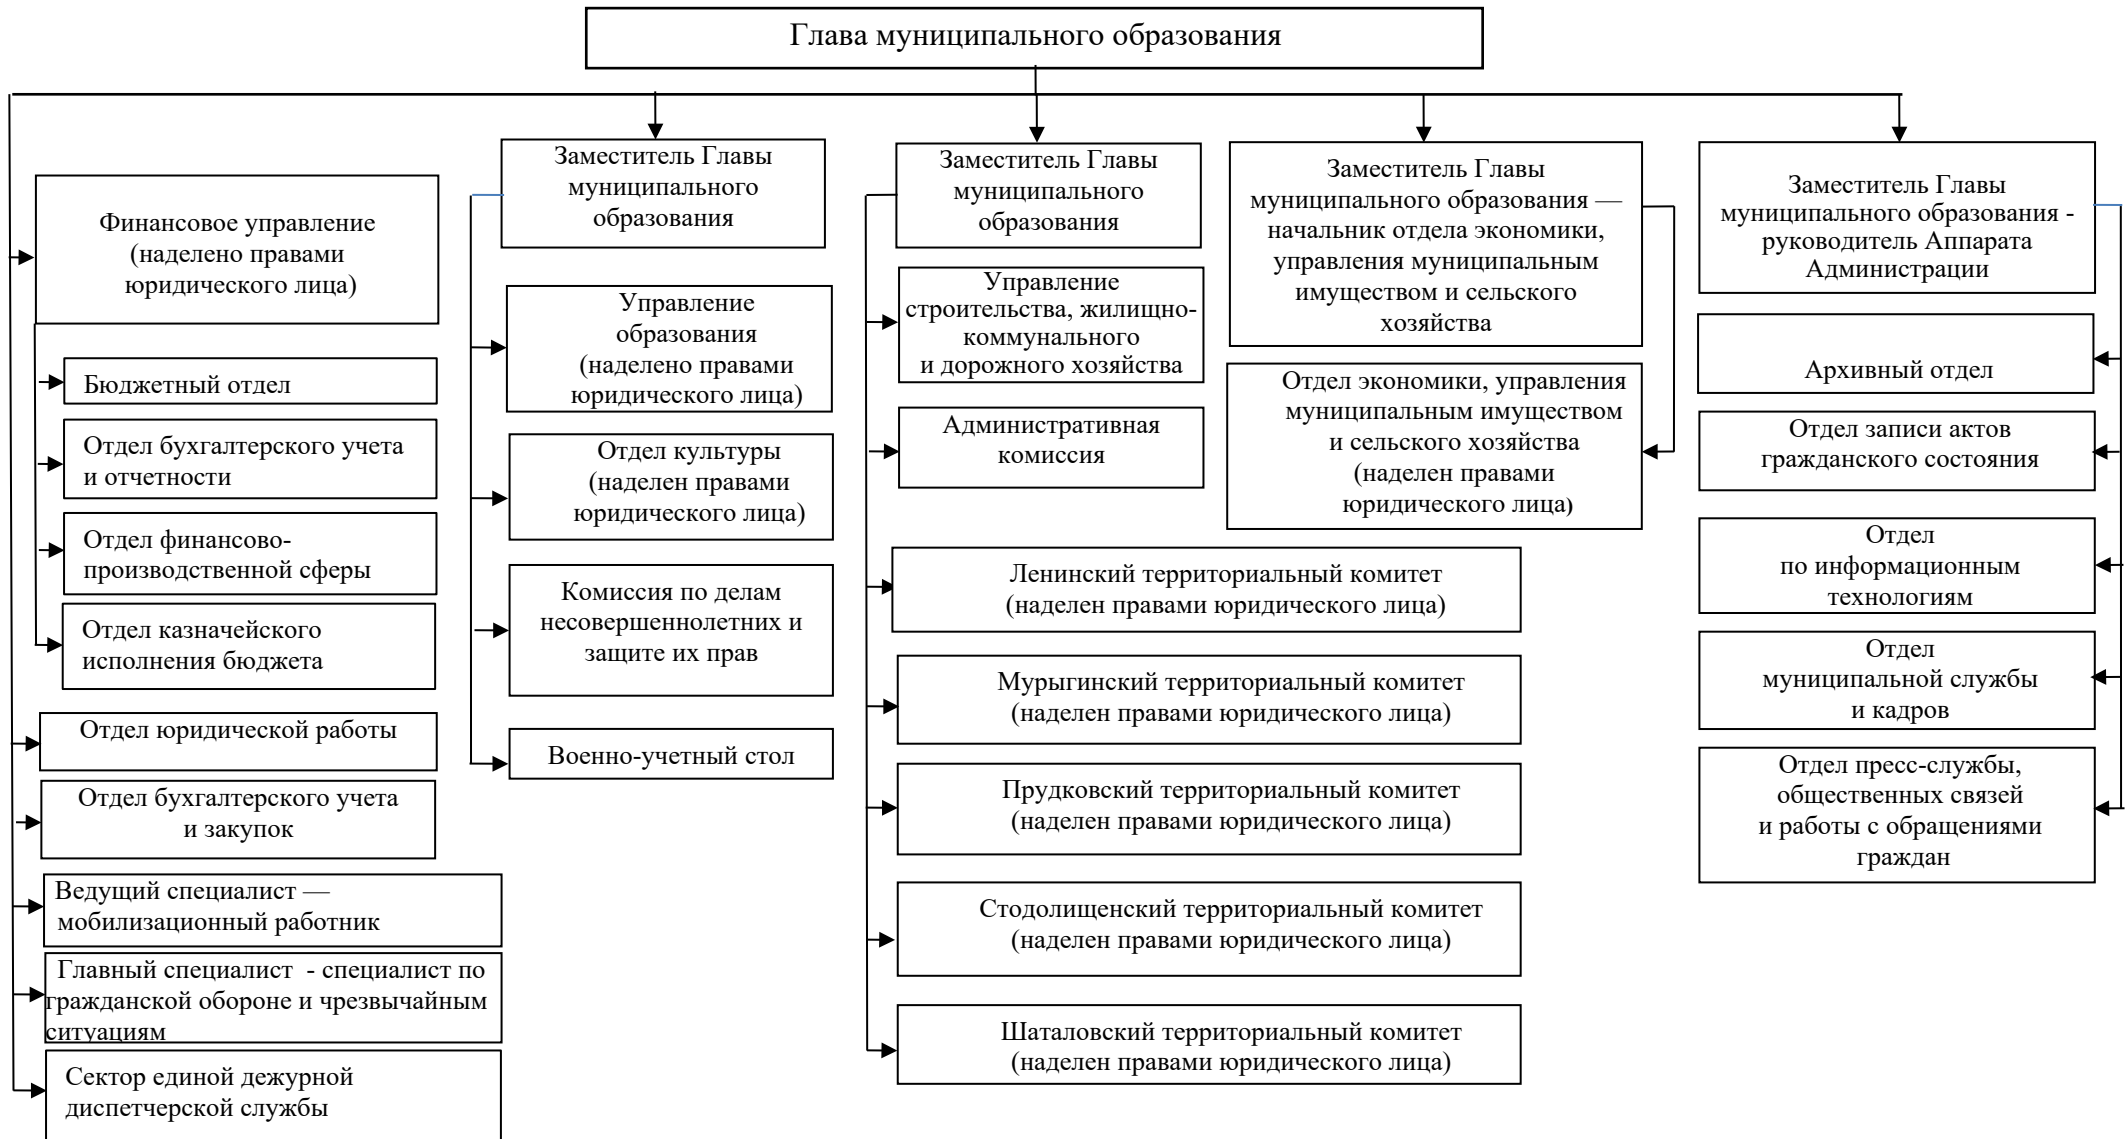 Глава муниципального образования
Финансовое управление
(наделено правами
юридического лица)
Бюджетный отдел
Отдел бухгалтерского учета
и отчетности
Отдел финансово-
производственной сферы
Отдел казначейского
исполнения бюджета
Отдел юридической работы
Отдел бухгалтерского учета
и закупок
Ведущий специалист —
мобилизационный работник
Главный специалист - специалист по
гражданской обороне и чрезвычайным
ситуациям
Сектор единой дежурной
диспетчерской службы
Заместитель Главы
муниципального
образования
Управление
образования
(наделено правами
юридического лица)
Отдел культуры
(наделен правами
юридического лица)
Комиссия по делам
несовершеннолетних и
защите их прав
Военно-учетный стол
Заместитель Главы
муниципального
образования
Управление
строительства, жилищно-
коммунального
и дорожного хозяйства
Административная
комиссия
Ленинский территориальный комитет
(наделен правами юридического лица)
Мурыгинский территориальный комитет
(наделен правами юридического лица)
Прудковский территориальный комитет
(наделен правами юридического лица)
Стодолищенский территориальный комитет
(наделен правами юридического лица)
Шаталовский территориальный комитет
(наделен правами юридического лица)
Заместитель Главы
муниципального образования —
начальник отдела экономики,
управления муниципальным
имуществом и сельского
хозяйства
Отдел экономики, управления
муниципальным имуществом
и сельского хозяйства
(наделен правами
юридического лица)
Заместитель Главы
муниципального образования -
руководитель Аппарата
Администрации
Архивный отдел
Отдел записи актов
гражданского состояния
Отдел
по информационным
технологиям
Отдел
муниципальной службы
и кадров
Отдел пресс-службы,
общественных связей
и работы с обращениями
граждан